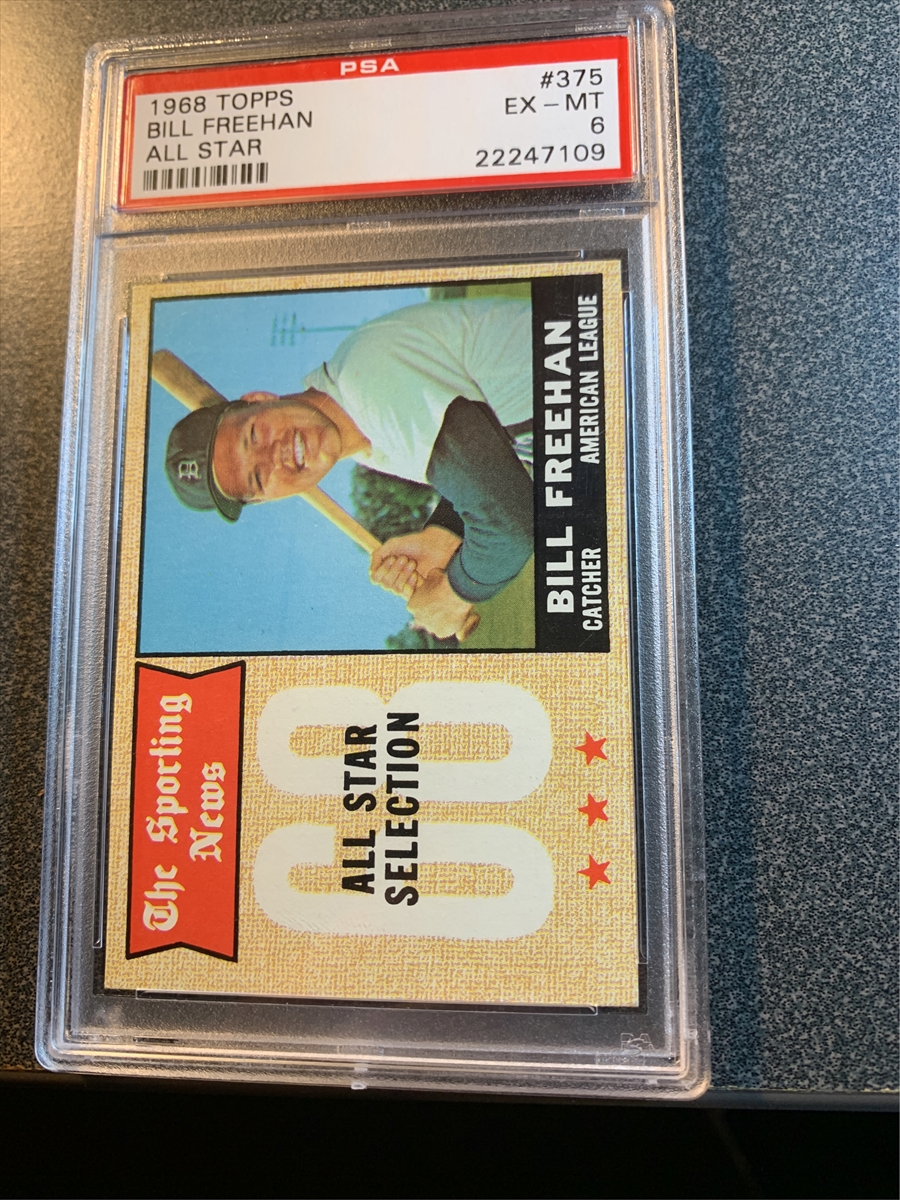 PSA
1968 TOPPS #375
BILL FREEHAN EX – MT
ALL STAR 6
22247109
The Sporting
News
68
ALL STAR
SELECTION
BILL FREEHAN
CATCHER AMERICAN LEAGUE